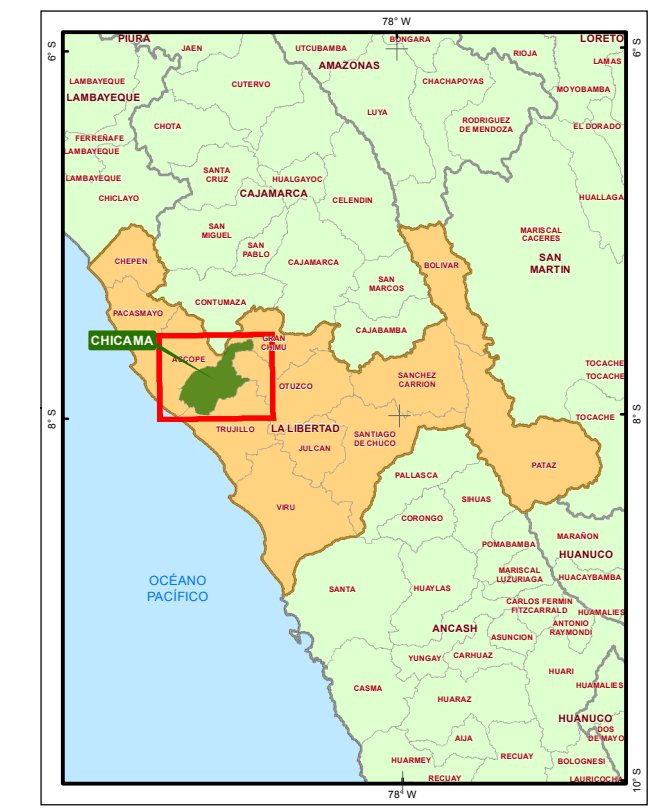 78° W
PIURA
JAEN
UTCUBAMBA
BONGARA
RIOJA
LORETO
6° S
6° S
AMAZONAS
LAMAS
LAMBAYEQUE
CUTERVO
CHACHAPOYAS
MOYOBAMBA
LAMBAYEQUE
LUYA
CHOTA
RODRIGUEZ
DE MENDOZA
EL DORADO
FERREÑAFE
LAMBAYEQUE
SANTA
CRUZ
HUALGAYOC
LAMBAYEQUE
CAJAMARCA
CHICLAYO
CELENDIN
HUALLAGA
SAN
MIGUEL
MARISCAL
CACERES
SAN
PABLO
SAN
MARTIN
CHEPEN
CAJAMARCA
BOLIVAR
SAN
MARCOS
CONTUMAZA
PACASMAYO
CAJABAMBA
CHICAMA
GRAN
CHIMU
ASCOPE
TOCACHE
TOCACHE
SANCHEZ
CARRION
OTUZCO
8° S
8° S
TOCACHE
TRUJILLO
LA LIBERTAD
SANTIAGO
DE CHUCO
JULCAN
PATAZ
PALLASCA
SIHUAS
VIRU
CORONGO
MARAÑON
POMABAMBA
HUANUCO
OCÉANO
PACÍFICO
MARISCAL
LUZURIAGA
HUACAYBAMBA
SANTA
HUAYLAS
CARLOS FERMIN
FITZCARRALD
HUAMALIES
ANTONIO
RAYMONDI
ANCASH
ASUNCION
YUNGAY
CARHUAZ
HUARI
CASMA
HUAMALIES
HUARAZ
HUANUCO
DOS
DE MAYO
AIJA
HUARMEY
RECUAY
BOLOGNESI
RECUAY
LAURICOCHA
10° S
78° W